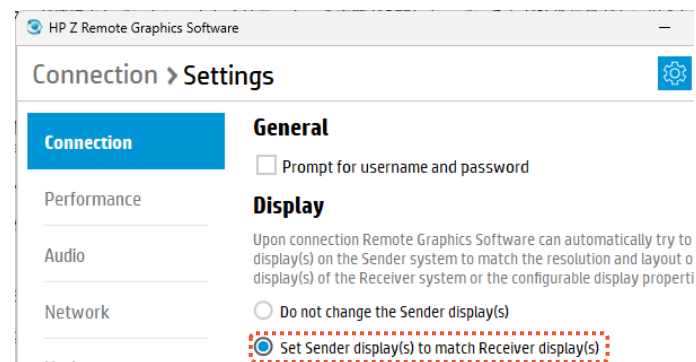 HP Z Remote Graphics Software
Connection > Settings
Connection
General
Prompt for username and password
Performance
Display
Audio
Upon connection Remote Graphics Software can automatically try to
display(s) on the Sender system to match the resolution and layout o
display(s) of the Receiver system or the configurable display properti
Network
Do not change the Sender display(s)
Set Sender display(s) to match Receiver display(s)